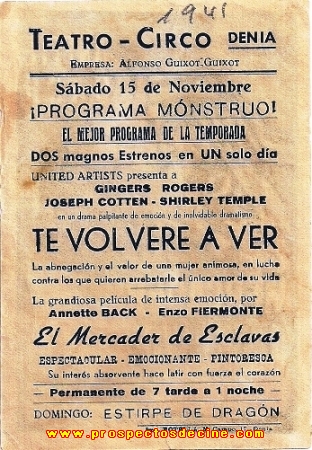 1941
TEATRO - CIRCO DENIA
EMPRESA: ALFONSO GUIXOT GUIXOT
Sábado 15 de Noviembre
¡PROGRAMA MÓNSTRUO!
EL MEJOR PROGRAMA DE LA TEMPORADA
DOS magnos Estrenos en UN solo día
UNITED ARTISTS presenta a
GINGERS ROGERS
JOSEPH COTTEN - SHIRLEY TEMPLE
en un drama palpitante de emoción y de inolvidable dramatismo
TE VOLVERE A VER
La abnegación y el valor de una mujer animosa, en lucha
contra los que quieren arrebatarle el único amor de su vida
La grandiosa película de intensa emoción, por
Annette BACK - Enzo FIERMONTE
El Mercader de Esclavas
ESPECTACULAR - EMOCIONANTE - PINTORESCA
Su interés absorvente hace latir con fuerza el corazón
Permanente de 7 tarde a 1 noche
DOMINGO: ESTIRPE DE DRAGÓN
www.prospectosdecine.com